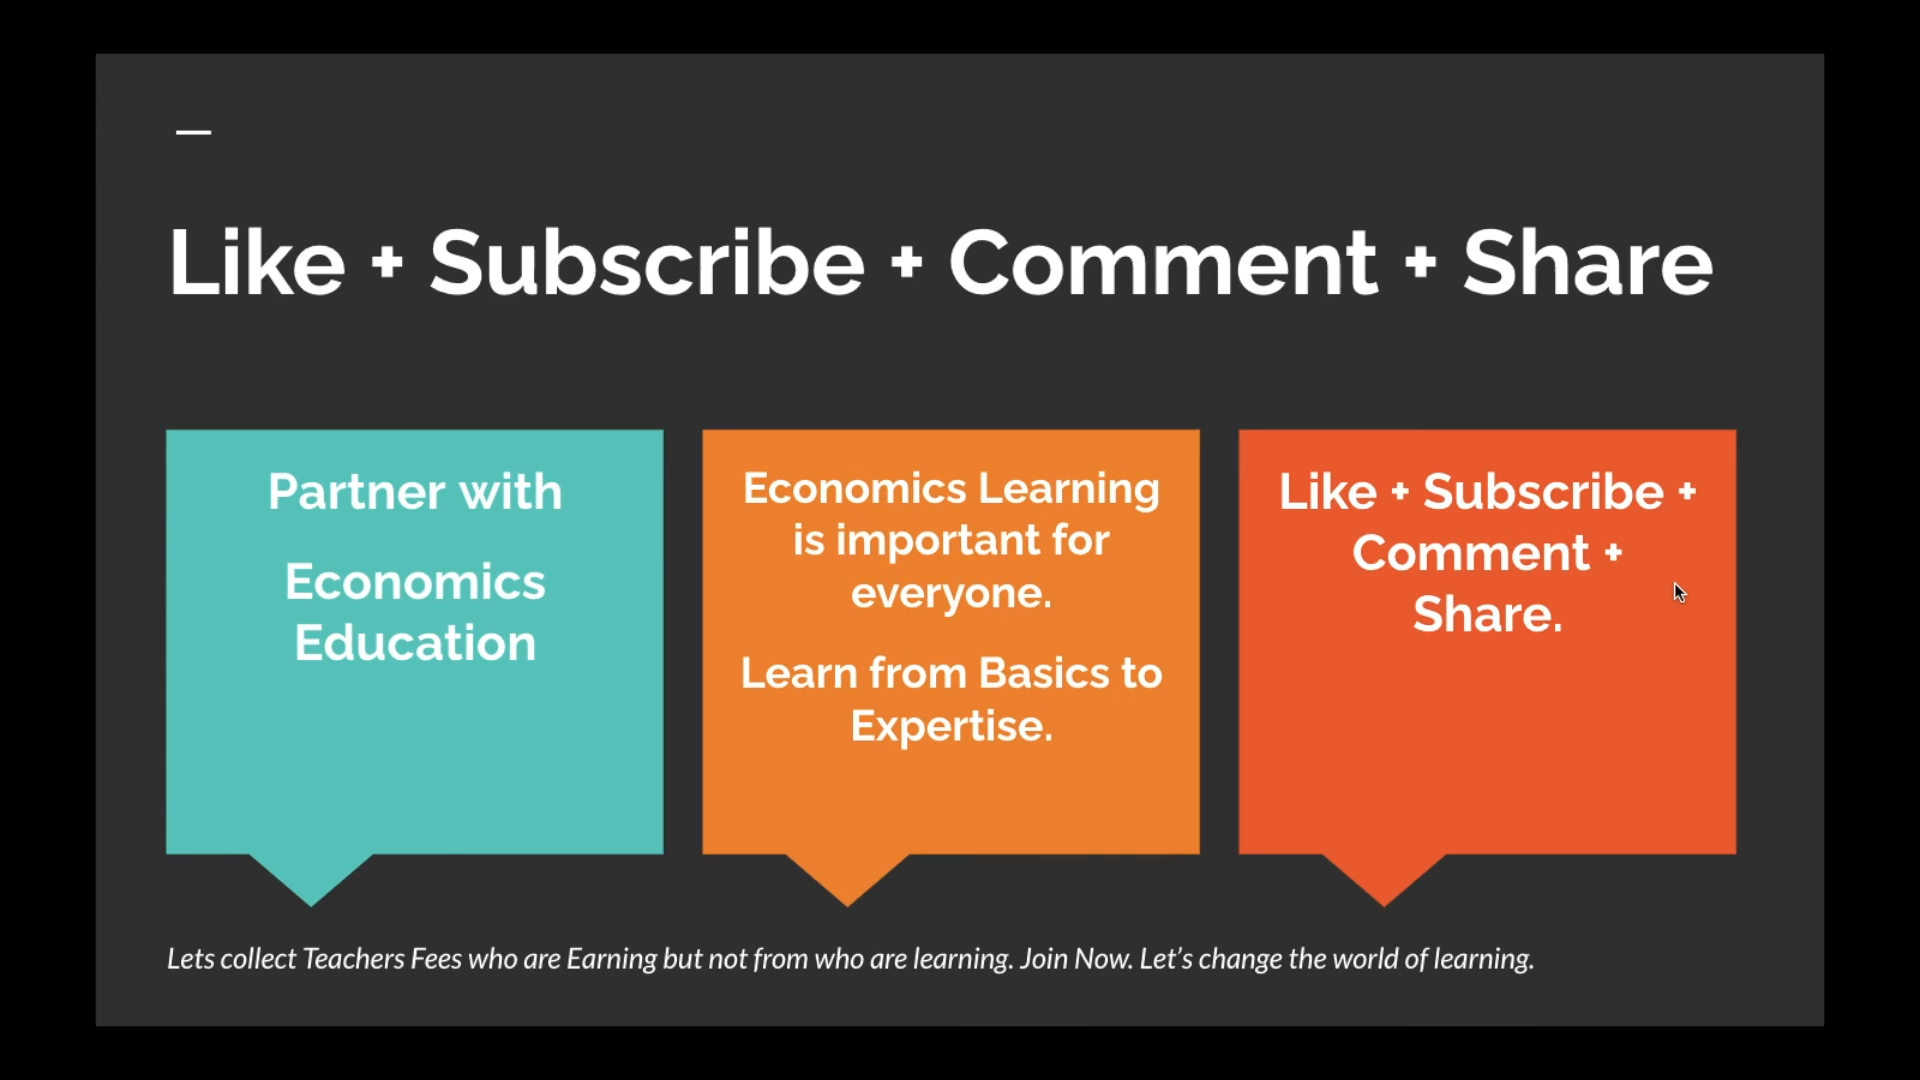 Like + Subscribe + Comment + Share
Partner with
Economics
Education
Economics Learning
is important for
everyone.
Learn from Basics to
Expertise.
Like + Subscribe +
Comment +
Share.
Lets collect Teachers Fees who are Earning but not from who are learning. Join Now. Let’s change the world of learning.